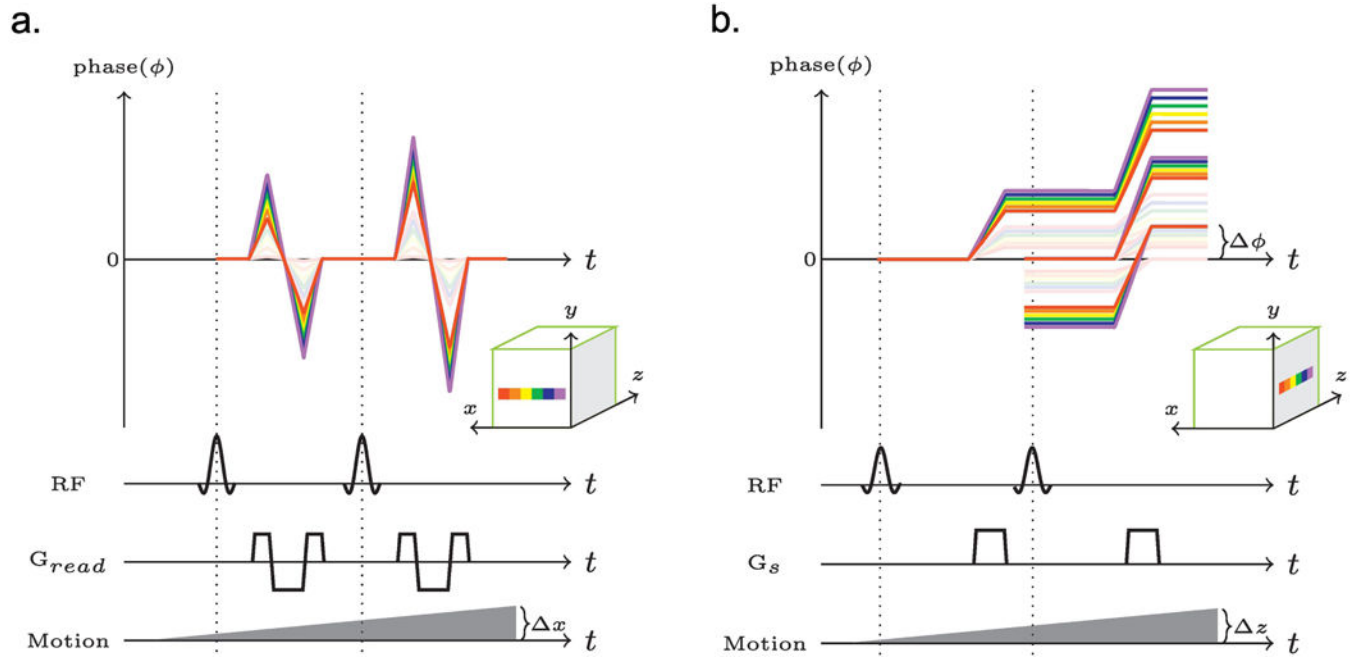 a.
phase(ϕ)
0
t
y
z
x
RF
t
G_read
t
Motion
Δx
t
b.
phase(ϕ)
Δϕ
0
t
y
z
x
RF
t
G_s
t
Motion
Δz
t